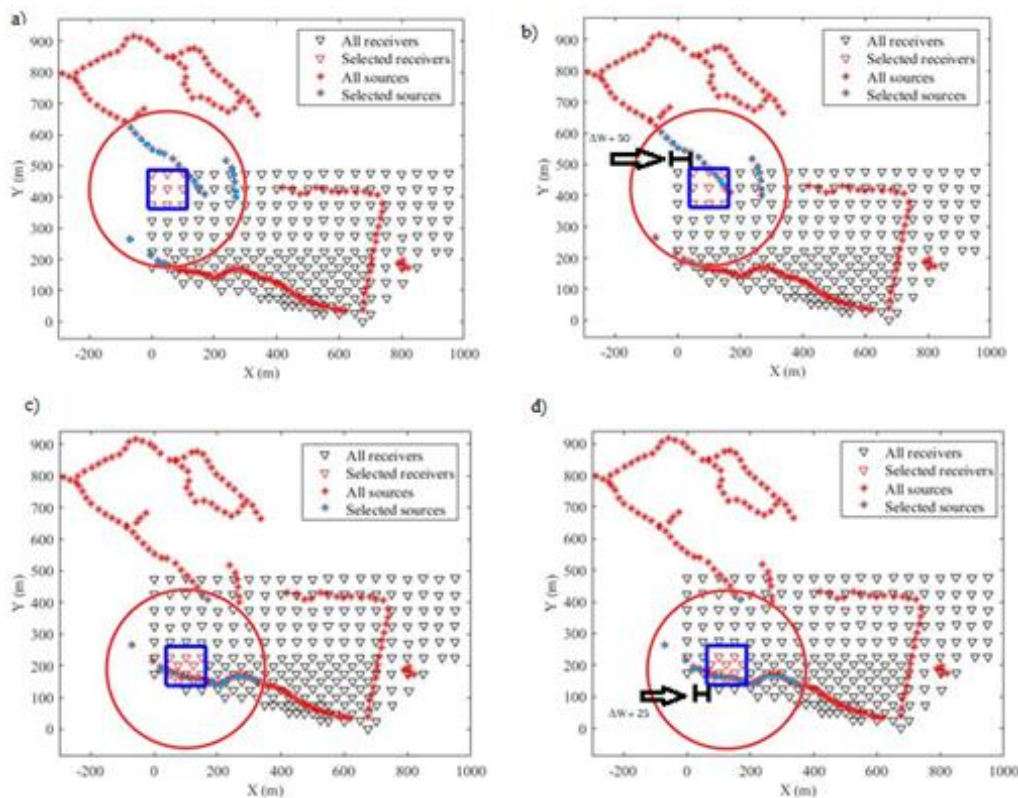 a)
900
800
700
600
500
400
300
200
100
0
Y (m)
-200 0 200 400 600 800 1000
X (m)
All receivers
Selected receivers
All sources
Selected sources
b)
900
800
700
600
500
400
300
200
100
0
Y (m)
-200 0 200 400 600 800 1000
X (m)
All receivers
Selected receivers
All sources
Selected sources
ΔW= 50
c)
900
800
700
600
500
400
300
200
100
0
Y (m)
-200 0 200 400 600 800 1000
X (m)
All receivers
Selected receivers
All sources
Selected sources
d)
900
800
700
600
500
400
300
200
100
0
Y (m)
-200 0 200 400 600 800 1000
X (m)
All receivers
Selected receivers
All sources
Selected sources
ΔW= 25